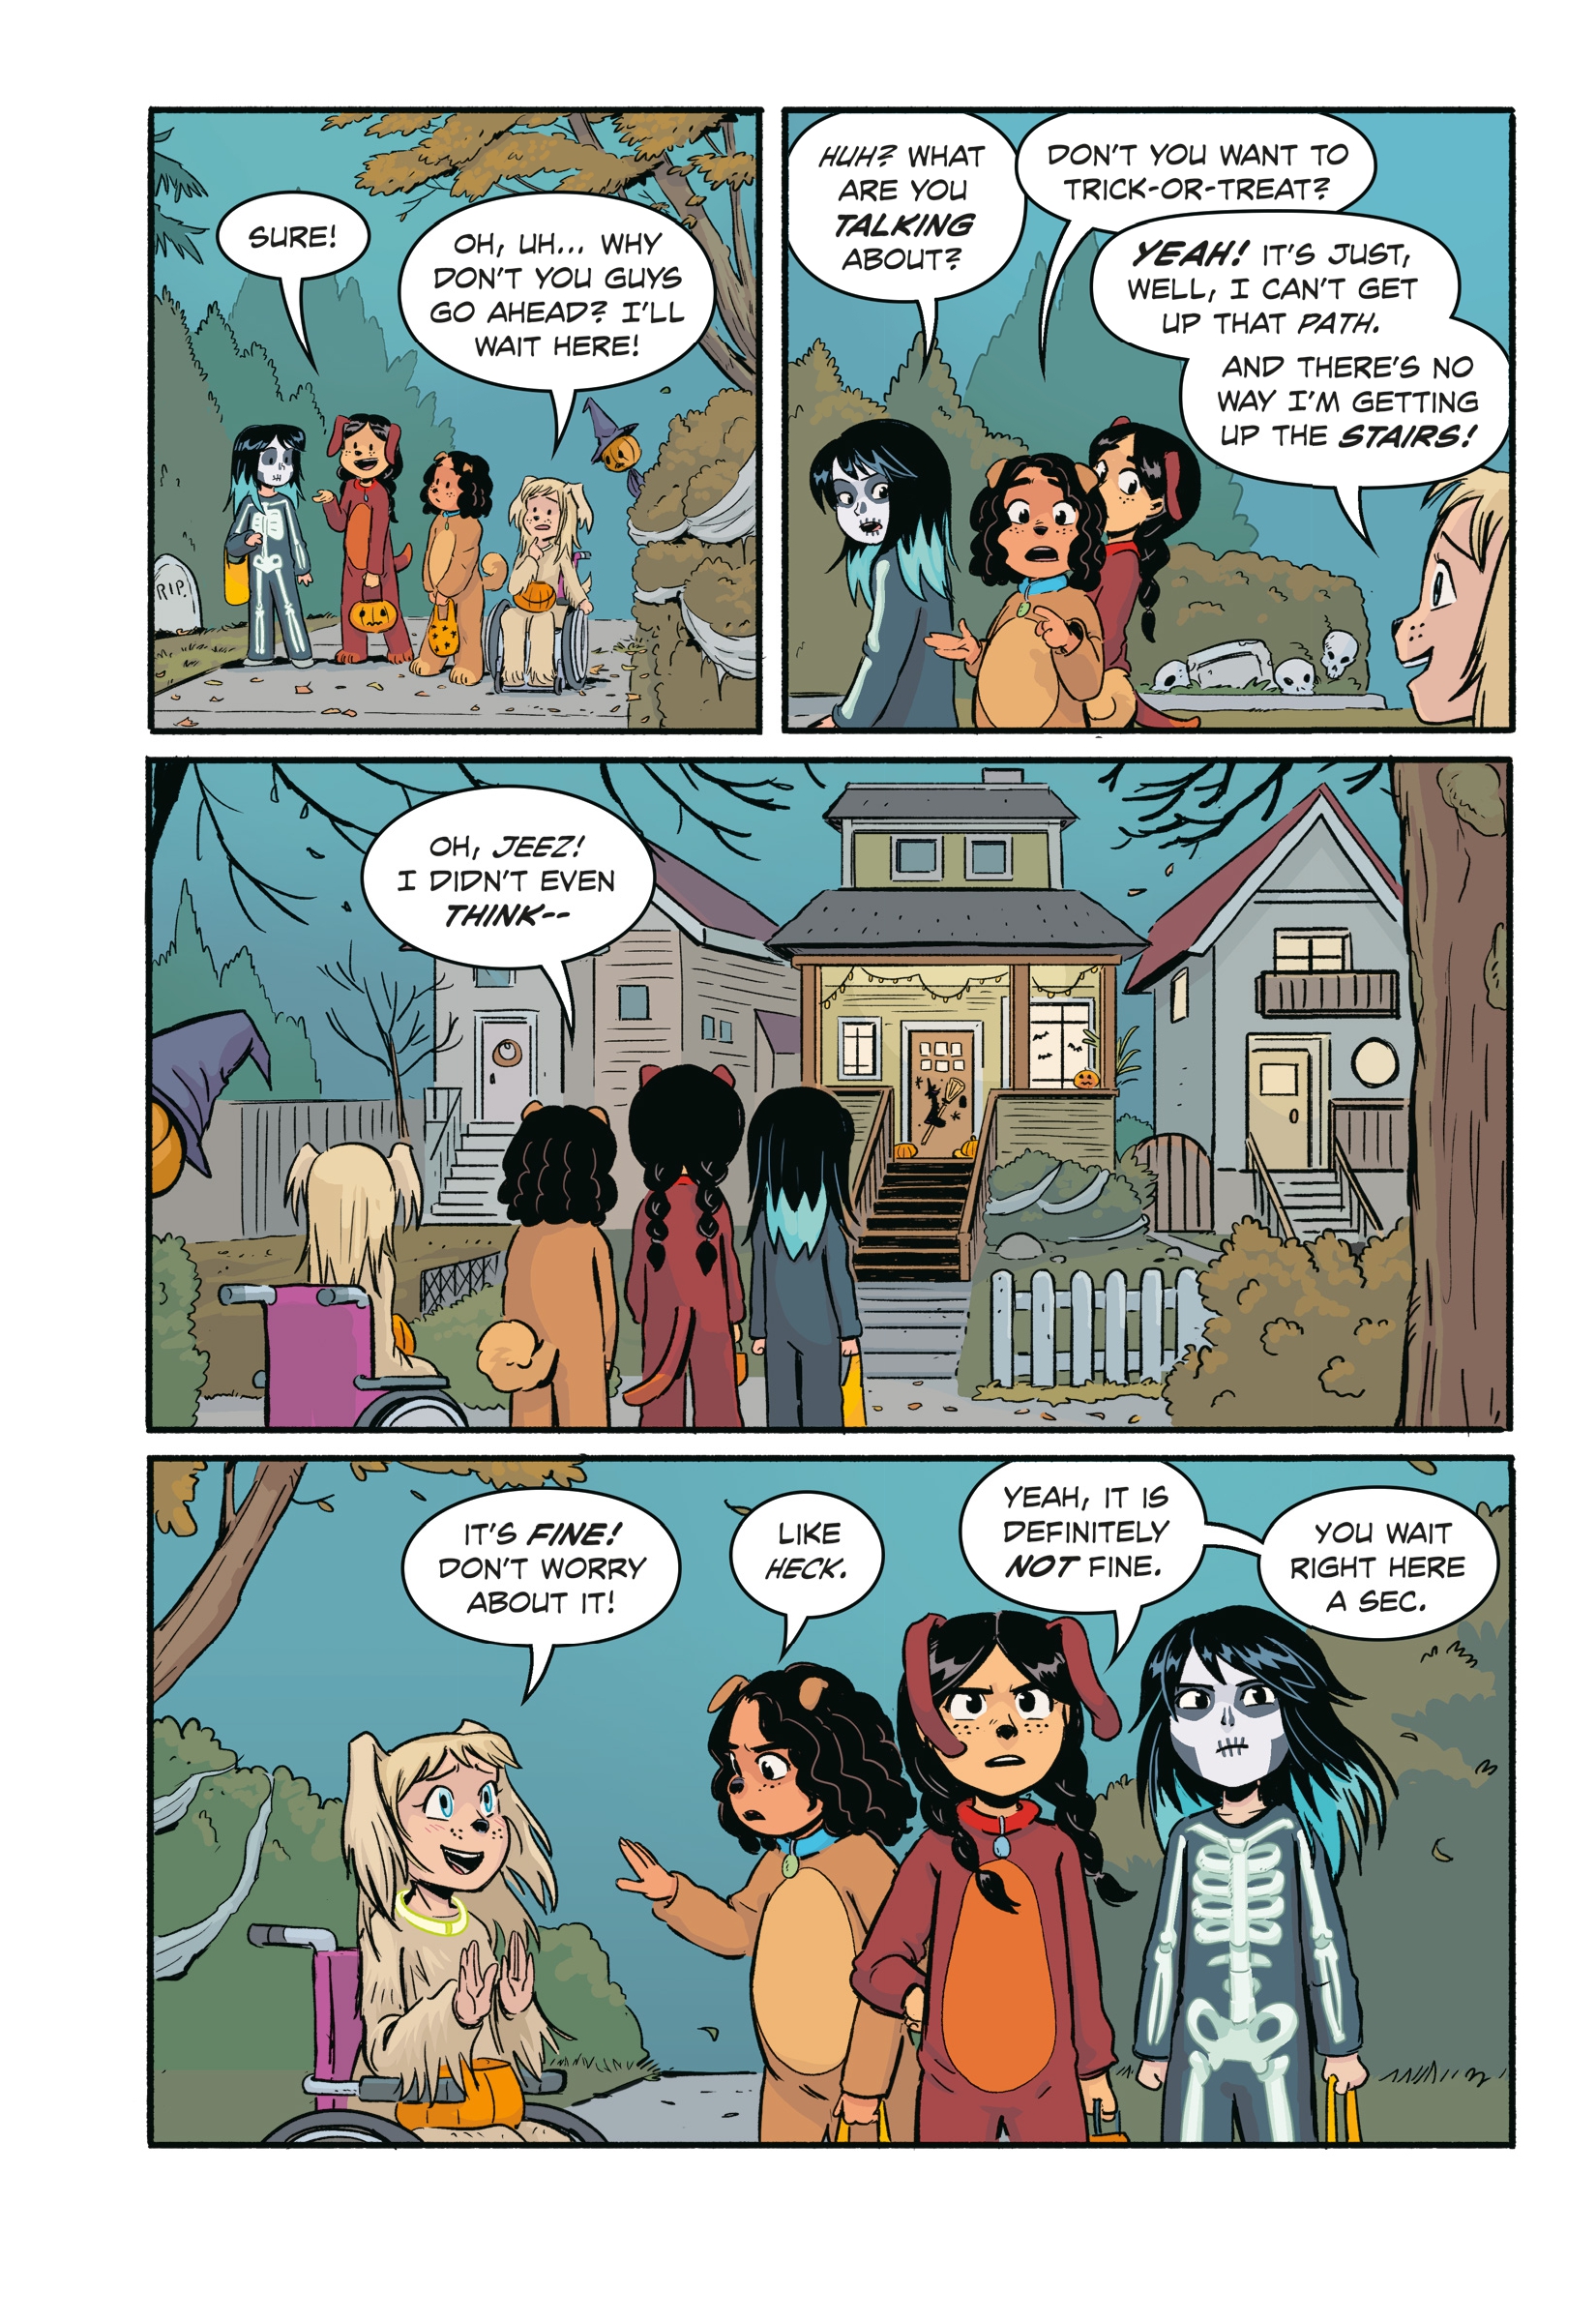 SURE!
OH, UH... WHY
DON'T YOU GUYS
GO AHEAD? I'LL
WAIT HERE!
RIP.
HUH? WHAT
ARE YOU
TALKING
ABOUT?
DON'T YOU WANT TO
TRICK-OR-TREAT?
YEAH! IT'S JUST,
WELL, I CAN'T GET
UP THAT PATH.
AND THERE'S NO
WAY I'M GETTING
UP THE STAIRS!
OH, JEEZ!
I DIDN'T EVEN
THINK--
IT'S FINE!
DON'T WORRY
ABOUT IT!
LIKE
HECK.
YEAH, IT IS
DEFINITELY
NOT FINE.
YOU WAIT
RIGHT HERE
A SEC.